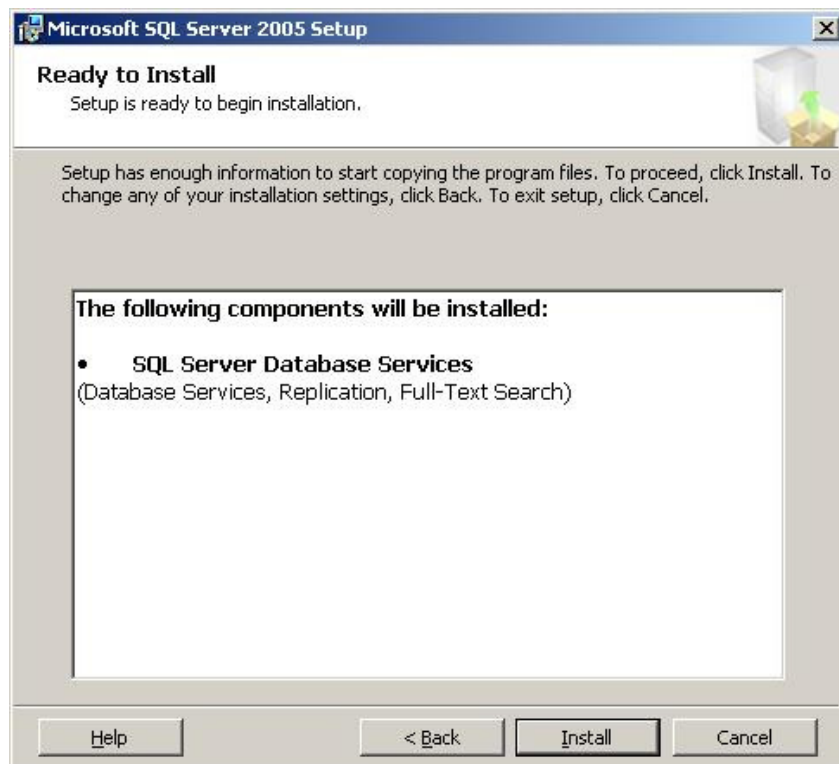 Microsoft SQL Server 2005 Setup
Ready to Install
Setup is ready to begin installation.
Setup has enough information to start copying the program files. To proceed, click Install. To
change any of your installation settings, click Back. To exit setup, click Cancel.
The following components will be installed:
• SQL Server Database Services
(Database Services, Replication, Full-Text Search)
Help
< Back
Install
Cancel